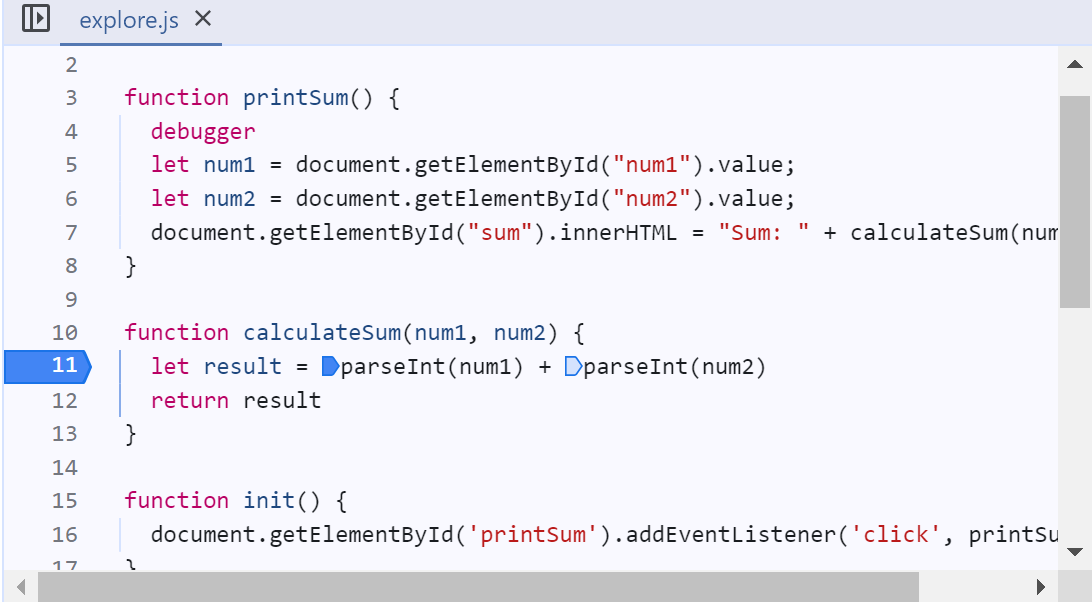 explore.js
2
3 function printSum() {
4 debugger
5 let num1 = document.getElementById("num1").value;
6 let num2 = document.getElementById("num2").value;
7 document.getElementById("sum").innerHTML = "Sum: " + calculateSum(num
8 }
9
10 function calculateSum(num1, num2) {
11 let result = parseInt(num1) + parseInt(num2)
12 return result
13 }
14
15 function init() {
16 document.getElementById('printSum').addEventListener('click', printSu
17 }